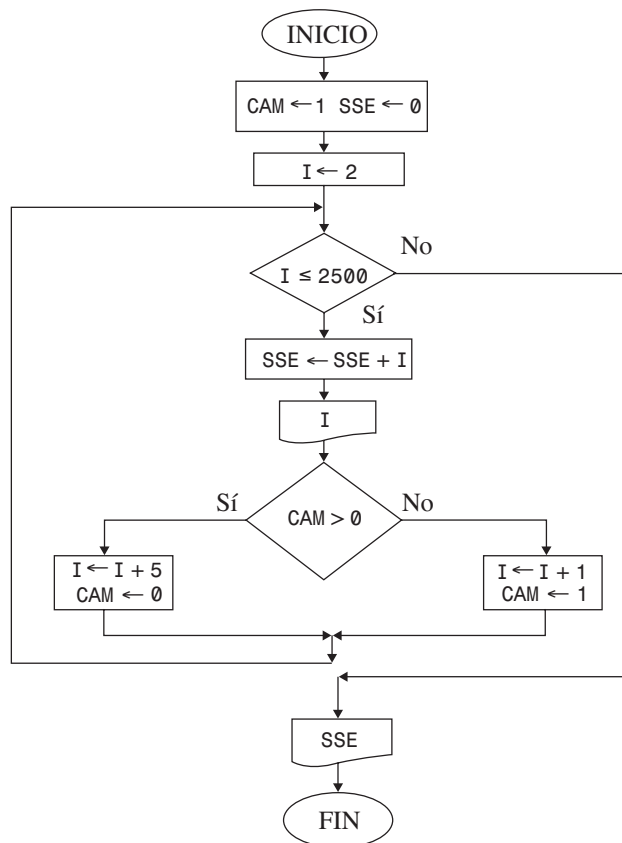 INICIO
CAM ← 1 SSE ← 0
I ← 2
No
I ≤ 2500
Sí
SSE ← SSE + I
I
Sí
CAM > 0
No
I ← I + 5
CAM ← 0
I ← I + 1
CAM ← 1
SSE
FIN